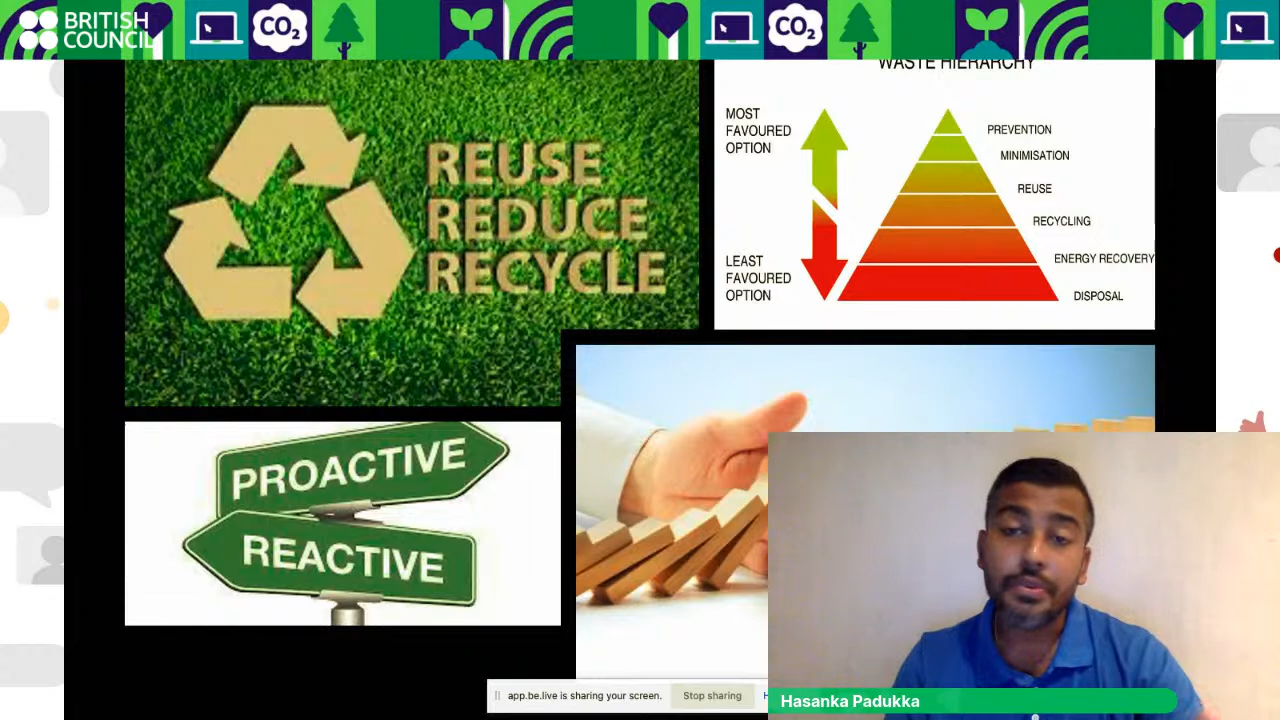 BRITISH
COUNCIL
CO₂
CO₂
REUSE
REDUCE
RECYCLE
WASTE HIERARCHY
MOST
FAVOURED
OPTION
PREVENTION
MINIMISATION
REUSE
RECYCLING
ENERGY RECOVERY
DISPOSAL
LEAST
FAVOURED
OPTION
PROACTIVE
REACTIVE
app.be.live is sharing your screen.
Stop sharing
Hasanka Padukka